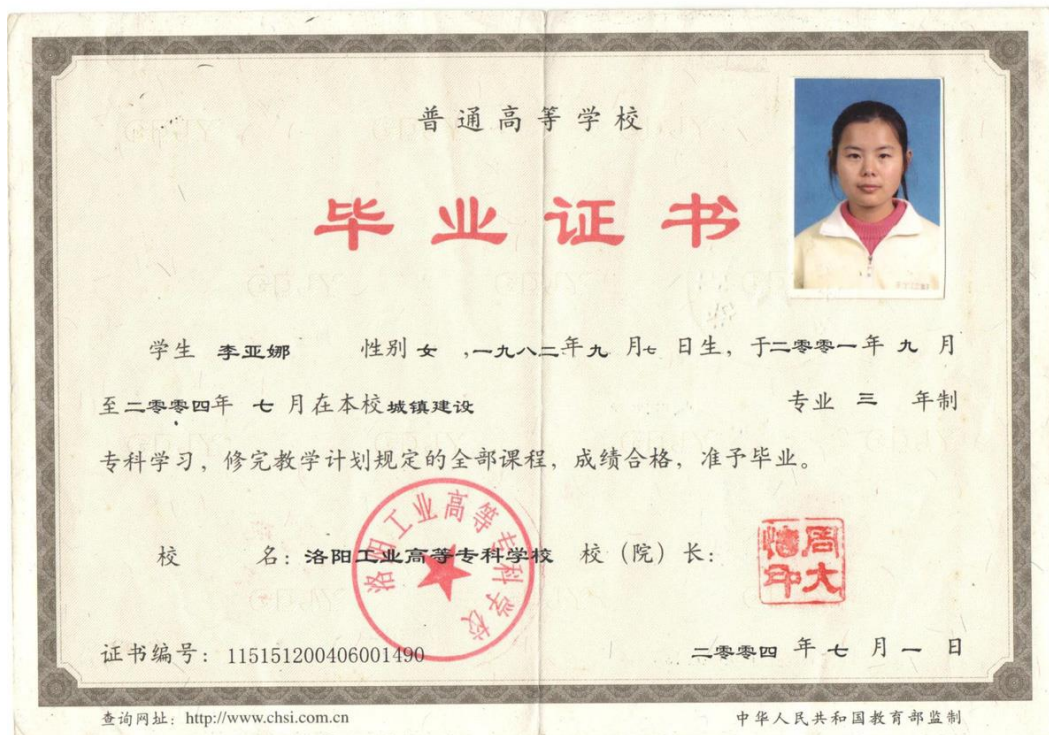 普通高等学校
毕业证书
学生 李亚娜 性别 女 ,一九八二年九 月七 日生，于二零零一 年 九 月
至二零零四年 七 月在本校城镇建设 专业 三 年制
专科学习，修完教学计划规定的全部课程，成绩合格，准予毕业。
洛阳工业高等专科学校
校 名：洛阳工业高等专科学校 校（院）长：
证书编号：115151200406001490 二零零四 年 七 月 一 日
查询网址：http://www.chsi.com.cn 中华人民共和国教育部监制